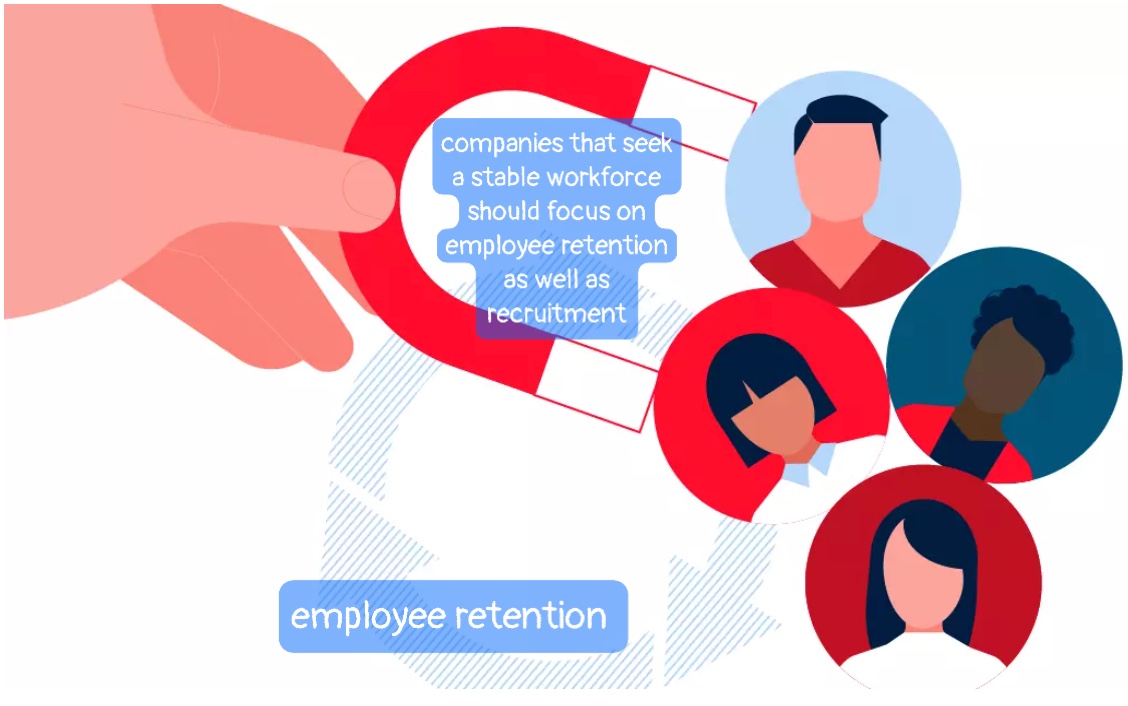 companies that seek
a stable workforce
should focus on
employee retention
as well as
recruitment
employee retention